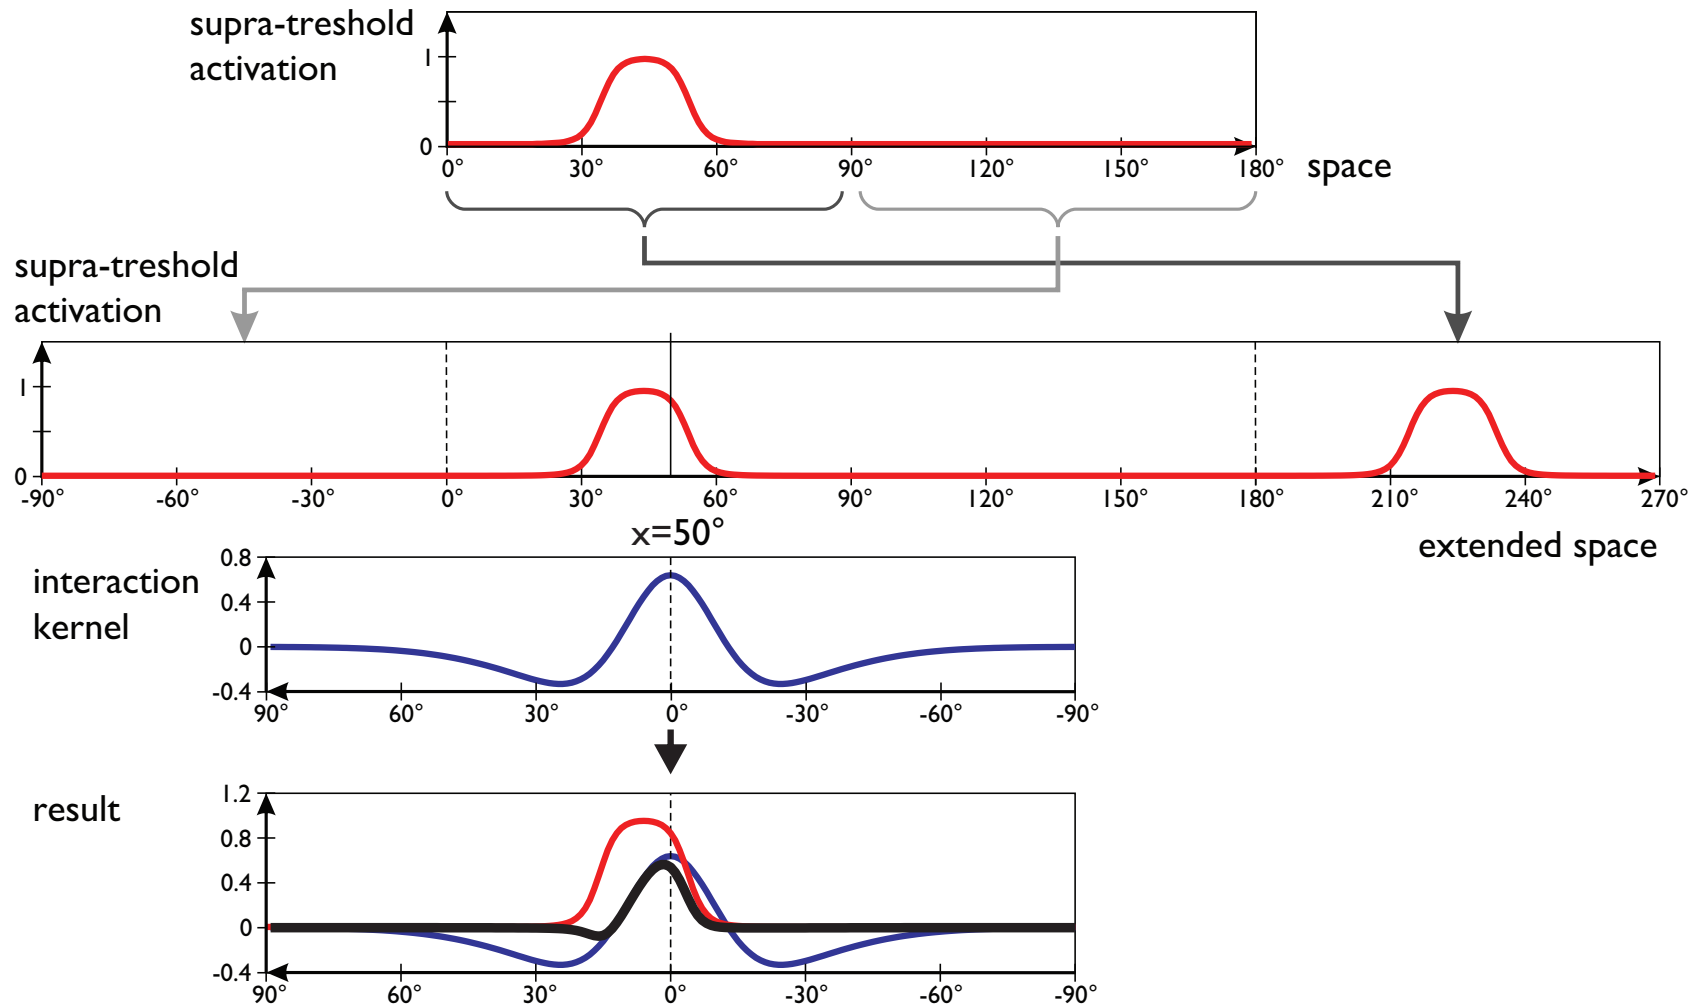 supra-treshold
activation
1
0
0° 30° 60° 90° 120° 150° 180° space
supra-treshold
activation
1
0
-90° -60° -30° 0° 30° 60° 90° 120° 150° 180° 210° 240° 270°
x=50°
extended space
interaction
kernel
0.8
0.4
0
-0.4
90° 60° 30° 0° -30° -60° -90°
result
1.2
0.8
0.4
0
-0.4
90° 60° 30° 0° -30° -60° -90°